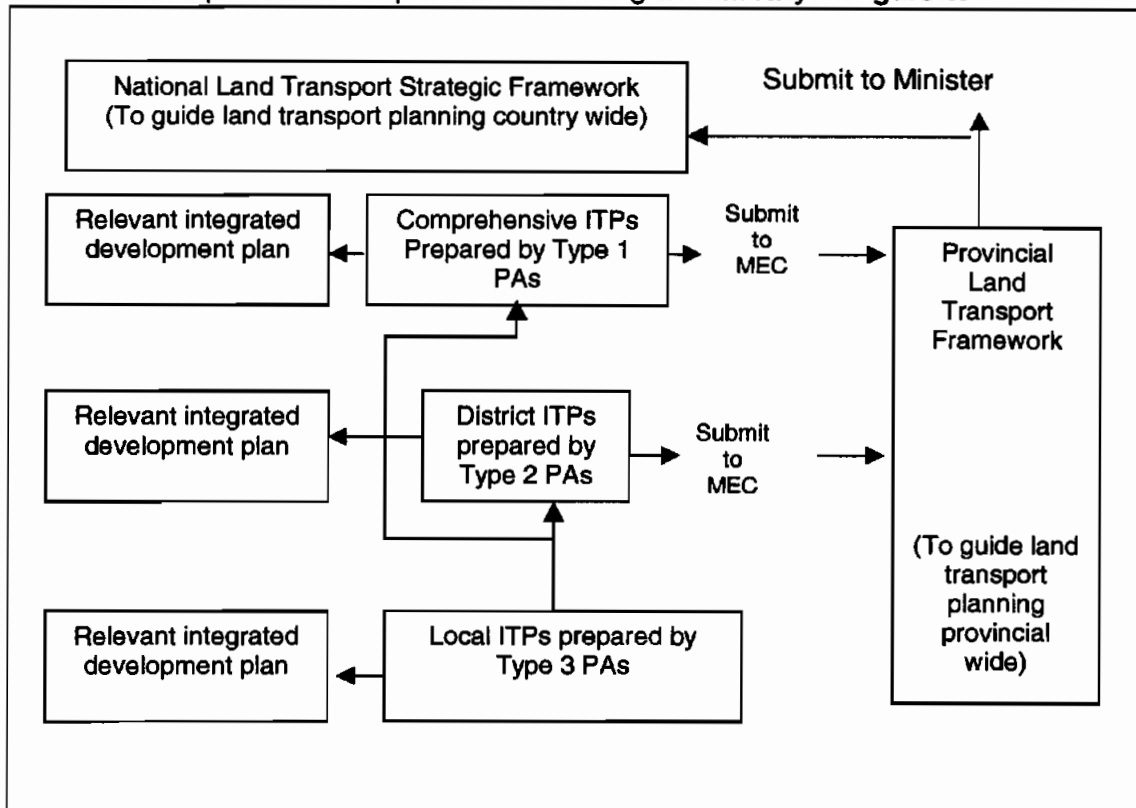 National Land Transport Strategic Framework
(To guide land transport planning country wide)
Submit to Minister
Relevant integrated
development plan
Comprehensive ITPs
Prepared by Type 1
PAs
Submit
to
MEC
Provincial
Land
Transport
Framework
Relevant integrated
development plan
District ITPs
prepared by
Type 2 PAs
Submit
to
MEC
(To guide land
transport
planning
provincial
wide)
Relevant integrated
development plan
Local ITPs prepared by
Type 3 PAs